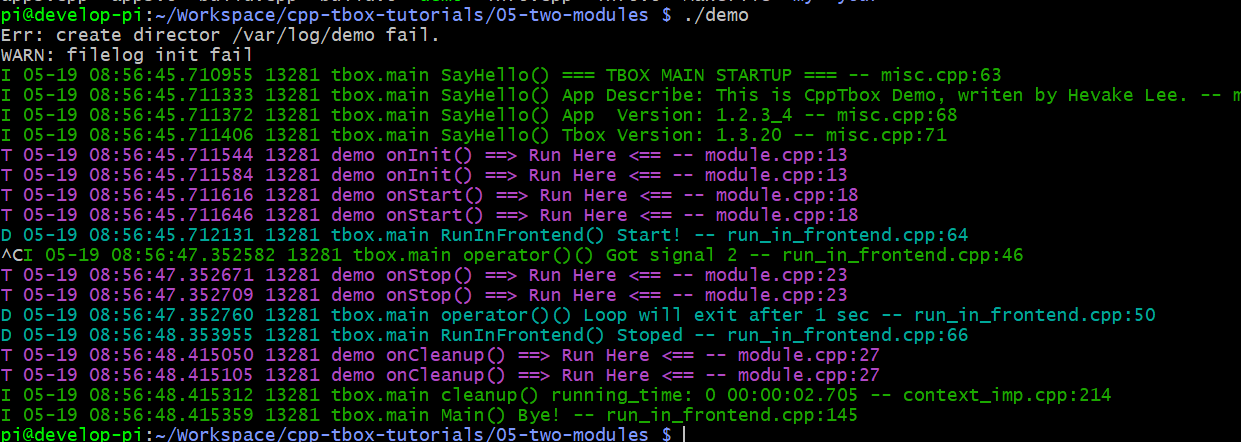 pi@develop-pi:~/Workspace/cpp-tbox-tutorials/05-two-modules $ ./demo
Err: create director /var/log/demo fail.
WARN: filelog init fail
I 05-19 08:56:45.710955 13281 tbox.main SayHello() === TBOX MAIN STARTUP === -- misc.cpp:63
I 05-19 08:56:45.711333 13281 tbox.main SayHello() App Describe: This is CppTbox Demo, writen by Hevake Lee. -- m
I 05-19 08:56:45.711372 13281 tbox.main SayHello() App  Version: 1.2.3_4 -- misc.cpp:68
I 05-19 08:56:45.711406 13281 tbox.main SayHello() Tbox Version: 1.3.20 -- misc.cpp:71
T 05-19 08:56:45.711544 13281 demo onInit() ==> Run Here <== -- module.cpp:13
T 05-19 08:56:45.711584 13281 demo onInit() ==> Run Here <== -- module.cpp:13
T 05-19 08:56:45.711616 13281 demo onStart() ==> Run Here <== -- module.cpp:18
T 05-19 08:56:45.711646 13281 demo onStart() ==> Run Here <== -- module.cpp:18
D 05-19 08:56:45.712131 13281 tbox.main RunInFrontend() Start! -- run_in_frontend.cpp:64
^CI 05-19 08:56:47.352582 13281 tbox.main operator()() Got signal 2 -- run_in_frontend.cpp:46
T 05-19 08:56:47.352671 13281 demo onStop() ==> Run Here <== -- module.cpp:23
T 05-19 08:56:47.352709 13281 demo onStop() ==> Run Here <== -- module.cpp:23
D 05-19 08:56:47.352760 13281 tbox.main operator()() Loop will exit after 1 sec -- run_in_frontend.cpp:50
D 05-19 08:56:48.353955 13281 tbox.main RunInFrontend() Stoped -- run_in_frontend.cpp:66
T 05-19 08:56:48.415050 13281 demo onCleanup() ==> Run Here <== -- module.cpp:27
T 05-19 08:56:48.415105 13281 demo onCleanup() ==> Run Here <== -- module.cpp:27
I 05-19 08:56:48.415312 13281 tbox.main cleanup() running_time: 0 00:00:02.705 -- context_imp.cpp:214
I 05-19 08:56:48.415359 13281 tbox.main Main() Bye! -- run_in_frontend.cpp:145
pi@develop-pi:~/Workspace/cpp-tbox-tutorials/05-two-modules $